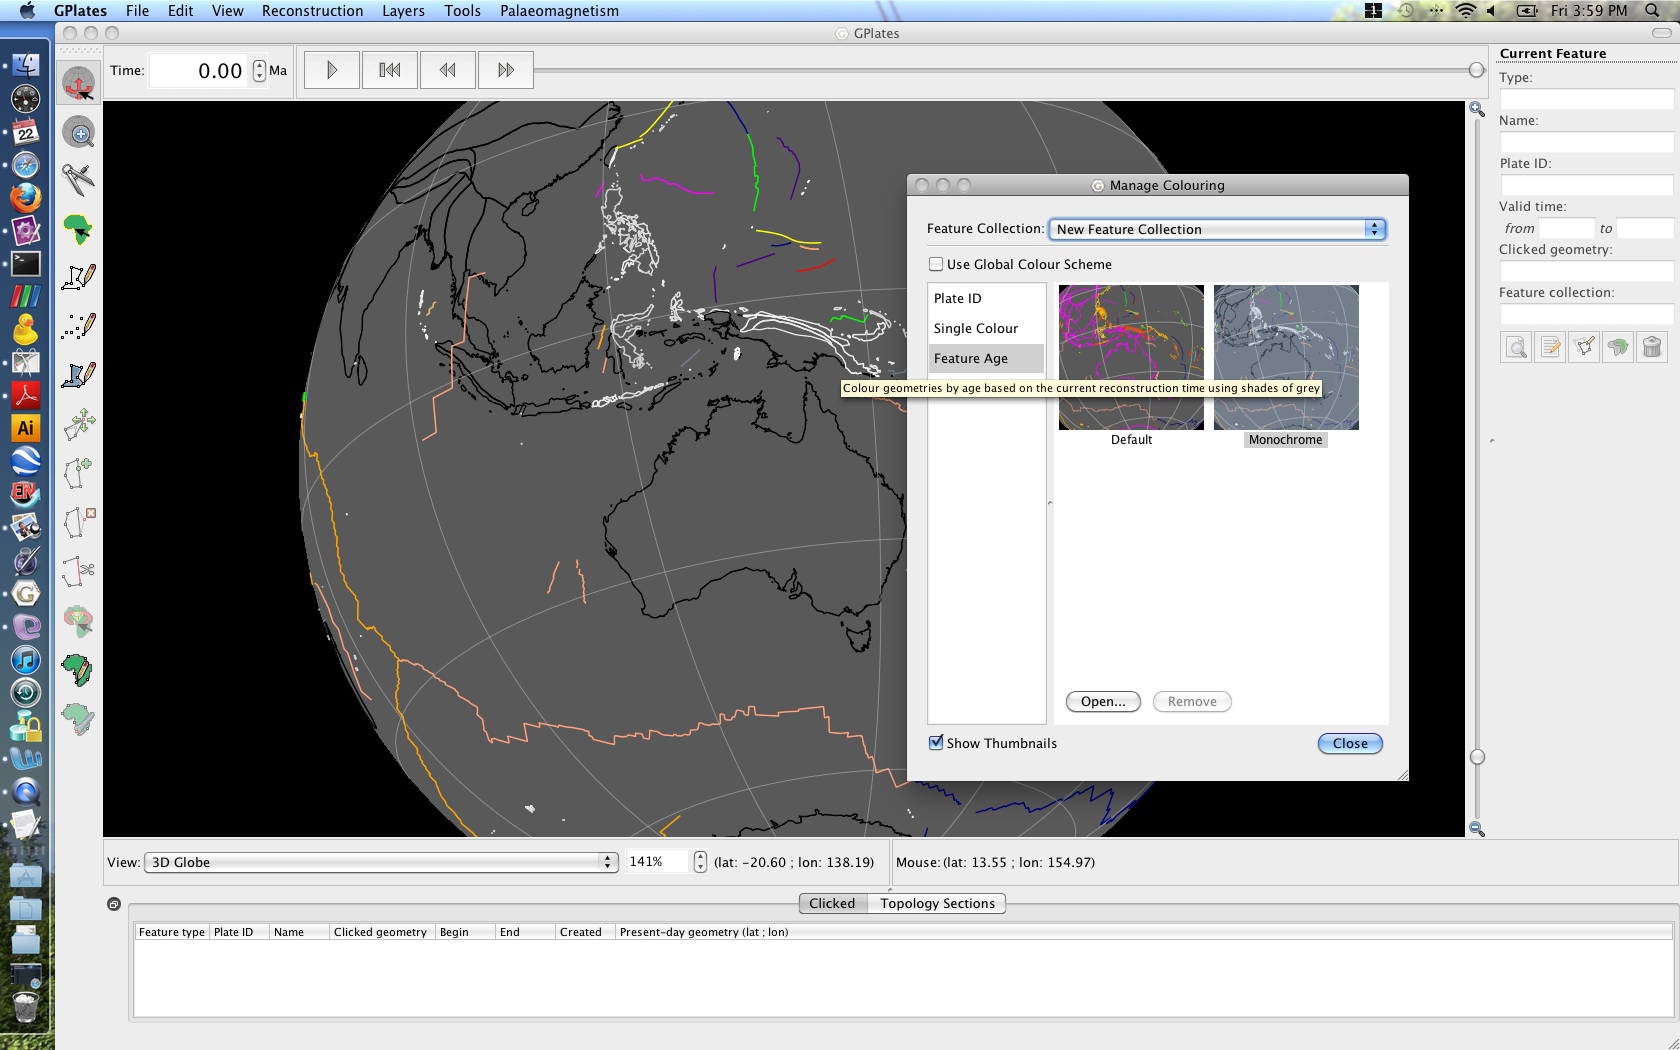 GPlates File Edit View Reconstruction Layers Tools Palaeomagnetism
1 Fri 3:59 PM
GPlates
Time: 0.00 Ma
22
Ai
EN
G
Current Feature
Type:
Name:
Plate ID:
Valid time:
from to
Clicked geometry:
Feature collection:
Manage Colouring
Feature Collection: New Feature Collection
Use Global Colour Scheme
Plate ID
Single Colour
Feature Age
Colour geometries by age based on the current reconstruction time using shades of grey
Default Monochrome
Open... Remove
Show Thumbnails Close
View: 3D Globe 141% (lat: -20.60 ; lon: 138.19) Mouse: (lat: 13.55 ; lon: 154.97)
Clicked Topology Sections
Feature type Plate ID Name Clicked geometry Begin End Created Present-day geometry (lat ; lon)